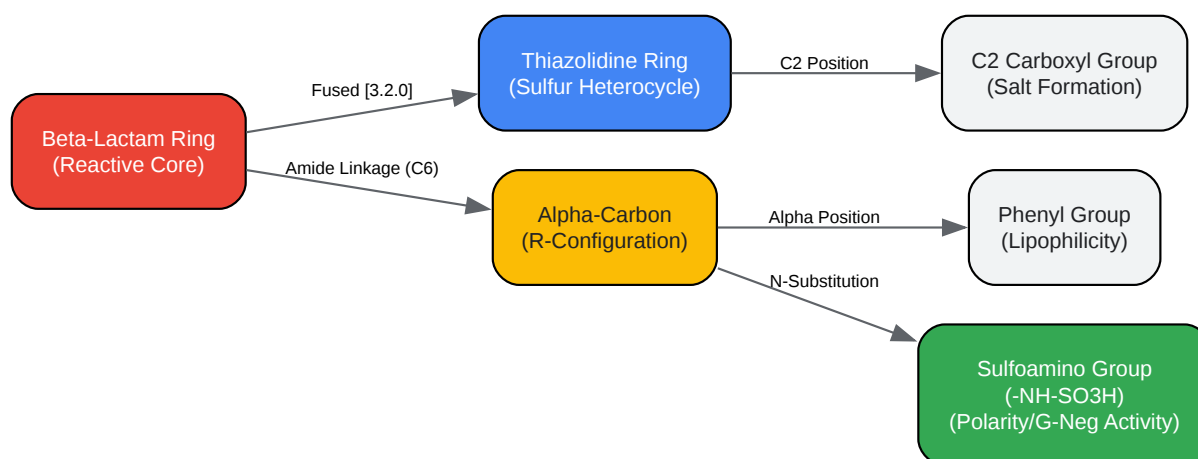 Beta-Lactam Ring
(Reactive Core)
Fused [3.2.0]
Amide Linkage (C6)
Thiazolidine Ring
(Sulfur Heterocycle)
C2 Position
C2 Carboxyl Group
(Salt Formation)
Alpha-Carbon
(R-Configuration)
Alpha Position
Phenyl Group
(Lipophilicity)
N-Substitution
Sulfoamino Group
(-NH-SO3H)
(Polarity/G-Neg Activity)